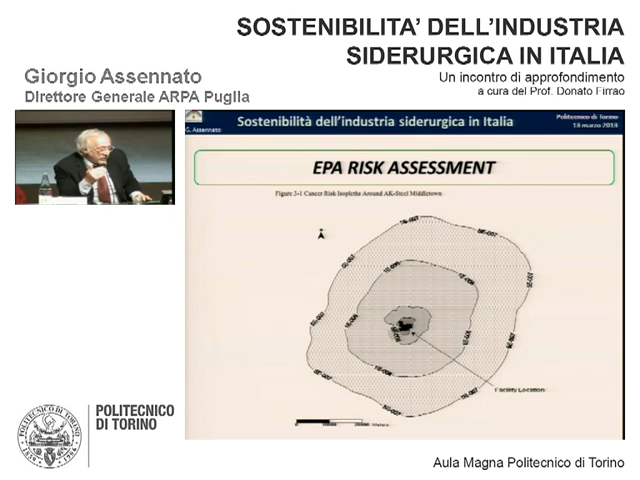 SOSTENIBILITA' DELL'INDUSTRIA
SIDERURGICA IN ITALIA
Un incontro di approfondimento
a cura del Prof. Donato Firrao
Giorgio Assennato
Direttore Generale ARPA Puglia
G. Assennato
Sostenibilità dell'industria siderurgica in Italia
Politecnico di Torino
18 marzo 2013
EPA RISK ASSESSMENT
Figure 3-1 Cancer Risk Isopleths Around AK-Steel Middletown
Facility Location
POLITECNICO
DI TORINO
POLITECNICO DI TORINO
Aula Magna Politecnico di Torino